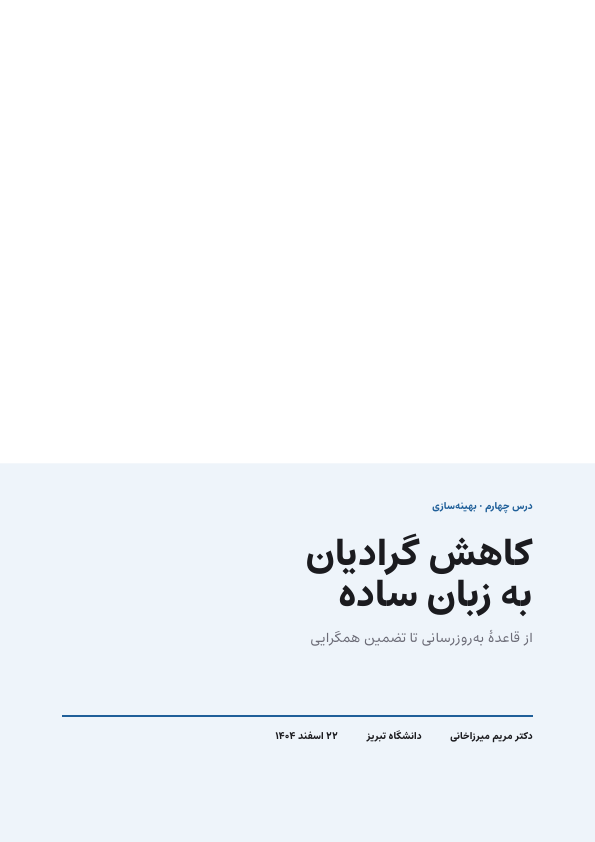 درس چهارم · بهینه‌سازی
کاهش گرادیان
به زبان ساده
از قاعدهٔ به‌روزرسانی تا تضمین همگرایی
دکتر مریم میرزاخانی دانشگاه تبریز ۲۲ اسفند ۱۴۰۴